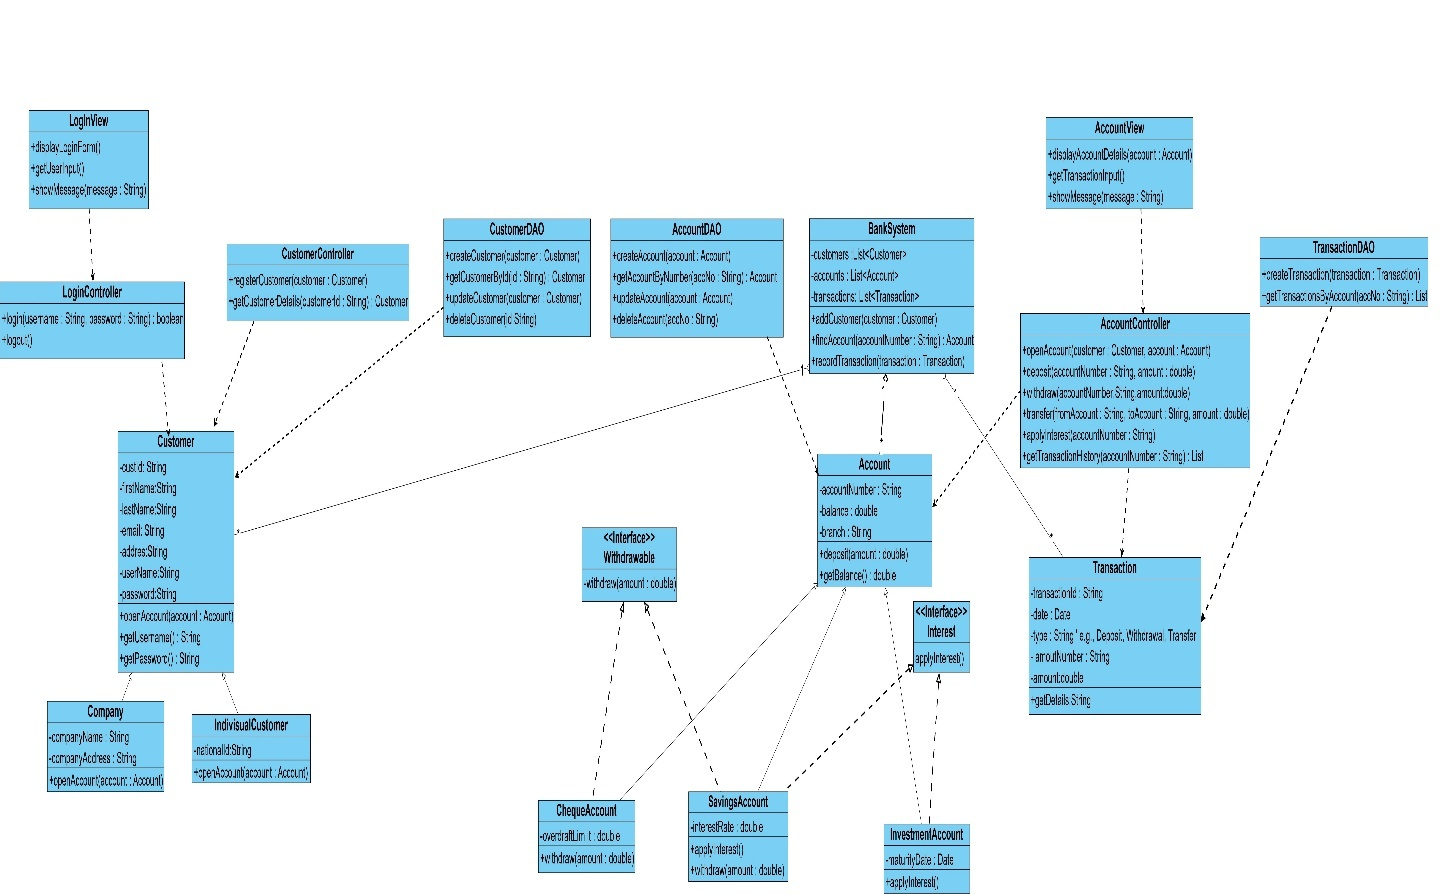 LogInView
+displayLoginForm()
+getUserInput()
+showMessage(message : String)
LoginController
+login(username : String, password : String) : boolean
+logout()
CustomerController
+registerCustomer(customer : Customer)
+getCustomerDetails(customerId : String) : Customer
CustomerDAO
+createCustomer(customer : Customer)
+getCustomerById(id : String) : Customer
+updateCustomer(customer : Customer)
+deleteCustomer(id String)
AccountDAO
+createAccount(account : Account)
+getAccountByNumber(accNo : String) : Account
+updateAccount(account : Account)
+deleteAccount(accNo : String)
BankSystem
-customers : List<Customer>
-accounts : List<Account>
-transactions : List<Transaction>
+addCustomer(customer : Customer)
+findAccount(accountNumber : String) : Account
+recordTransaction(transaction : Transaction)
AccountView
+displayAccountDetails(account : Account)
+getTransactionInput()
+showMessage(message : String)
TransactionDAO
+createTransaction(transaction : Transaction)
+getTransactionsByAccount(accNo : String) : List
AccountController
+openAccount(customer : Customer, account : Account)
+deposit(accountNumber : String, amount : double)
+withdraw(accountNumber String,amount:double)
+transfer(fromAccount : String, toAccount : String, amount : double)
+applyInterest(accountNumber : String)
+getTransactionHistory(accountNumber : String) : List
Customer
-custId: String
-firstName:String
-lastName:String
-email: String
-addres:String
-userName:String
-password:String
+openAccount(account : Account)
+getUsername() : String
+getPassword() : String
Account
-accountNumber : String
-balance : double
-branch : String
+deposit(amount : double)
+getBalance() : double
<<Interface>>
Withdrawable
-withdraw(amount : double)
<<Interface>>
Interest
applyInterest()
Transaction
-transactionId : String
-date : Date
-type : String ' e.g., Deposit, Withdrawal, Transfer
- amoutNumber : String
-amount:double
+getDetails:String
Company
-companyName : String
-companyAddress : String
+openAccount(account : Account)
IndivisualCustomer
-nationalId:String
+openAccount(account : Account)
ChequeAccount
-overdraftLimit : double
+withdraw(amount : double)
SavingsAccount
-interestRate : double
+applyInterest()
+withdraw(amount : double)
InvestmentAccount
-maturityDate : Date
+applyInterest()